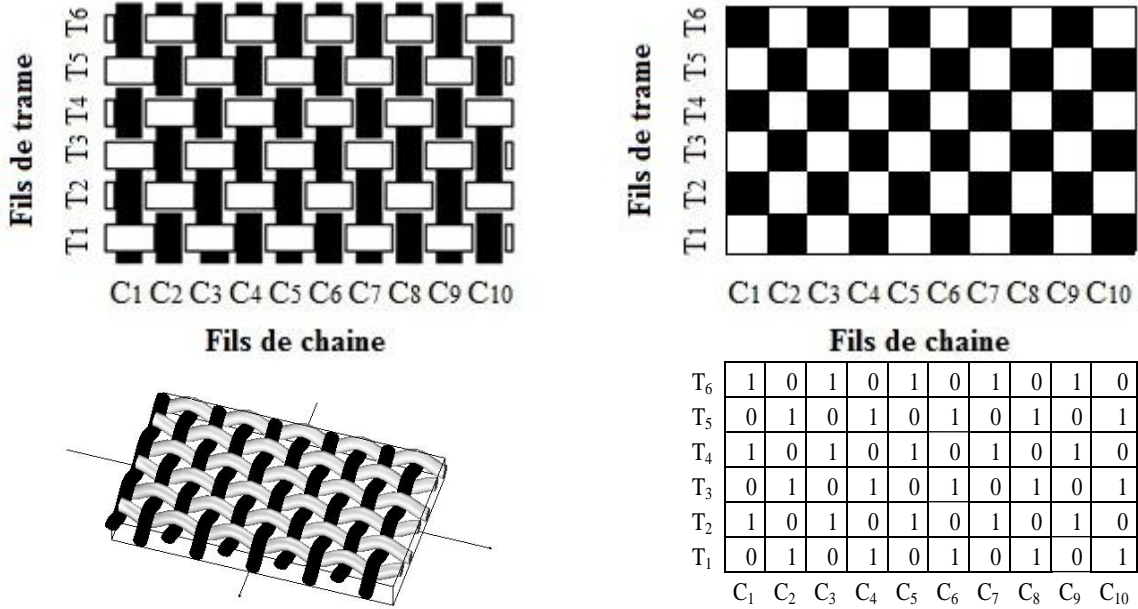 T6
T5
T4
T3
T2
T1
Fils de trame
C1 C2 C3 C4 C5 C6 C7 C8 C9 C10
Fils de chaine
T6
T5
T4
T3
T2
T1
Fils de trame
C1 C2 C3 C4 C5 C6 C7 C8 C9 C10
Fils de chaine
T6 1 0 1 0 1 0 1 0 1 0
T5 0 1 0 1 0 1 0 1 0 1
T4 1 0 1 0 1 0 1 0 1 0
T3 0 1 0 1 0 1 0 1 0 1
T2 1 0 1 0 1 0 1 0 1 0
T1 0 1 0 1 0 1 0 1 0 1
C1 C2 C3 C4 C5 C6 C7 C8 C9 C10